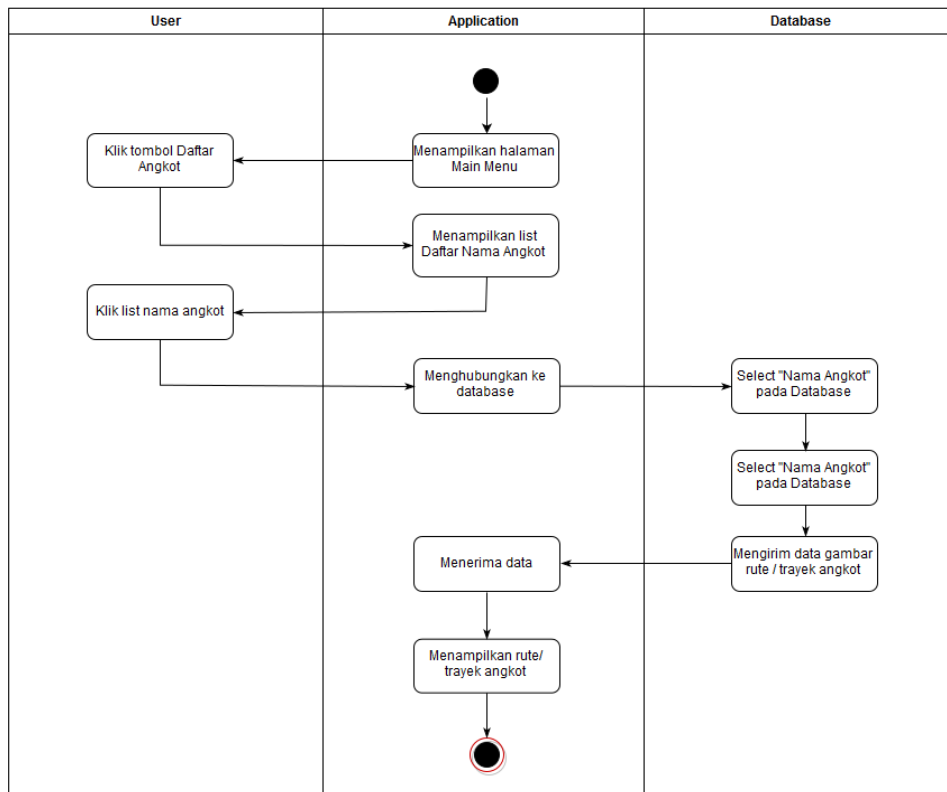 User
Application
Database
Klik tombol Daftar
Angkot
Menampilkan halaman
Main Menu
Menampilkan list
Daftar Nama Angkot
Klik list nama angkot
Menghubungkan ke
database
Select "Nama Angkot"
pada Database
Select "Nama Angkot"
pada Database
Menerima data
Mengirim data gambar
rute / trayek angkot
Menampilkan rute/
trayek angkot